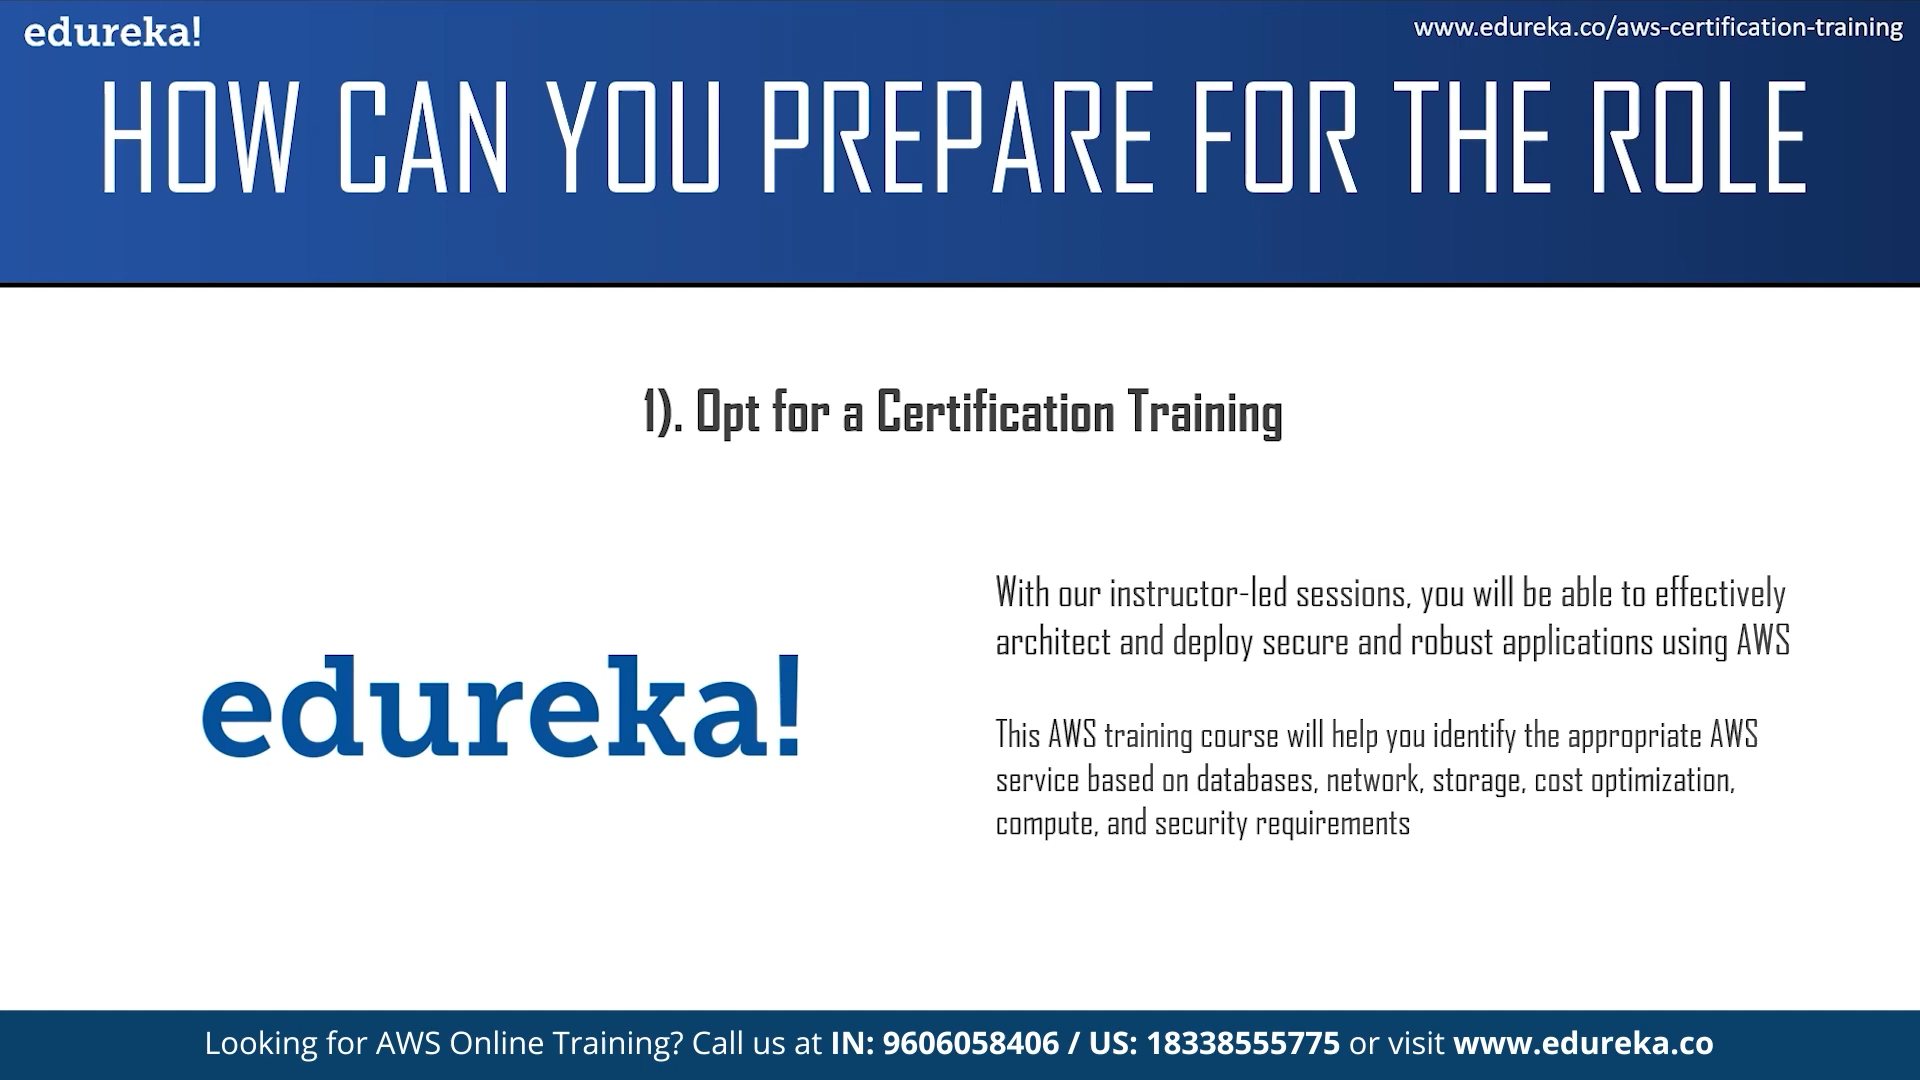 edureka!
www.edureka.co/aws-certification-training
HOW CAN YOU PREPARE FOR THE ROLE
1). Opt for a Certification Training
edureka!
With our instructor-led sessions, you will be able to effectively
architect and deploy secure and robust applications using AWS
This AWS training course will help you identify the appropriate AWS
service based on databases, network, storage, cost optimization,
compute, and security requirements
Looking for AWS Online Training? Call us at IN: 9606058406 / US: 18338555775 or visit www.edureka.co